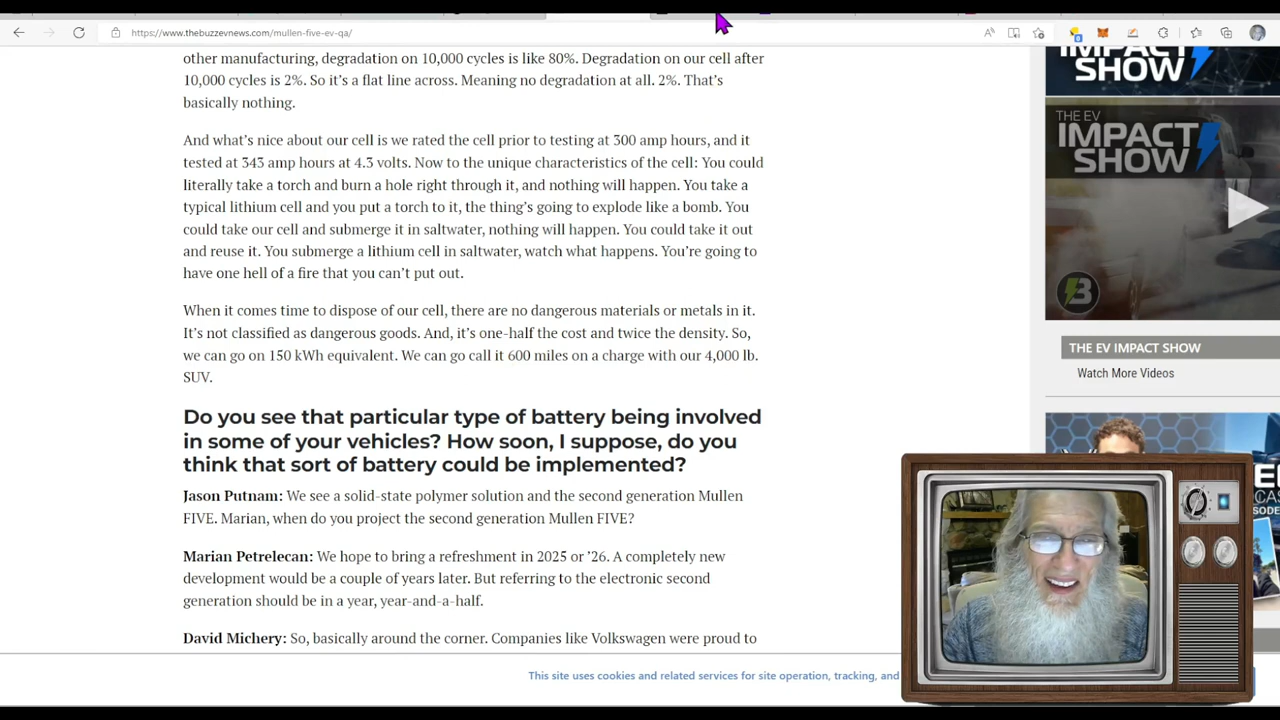 https://www.thebuzzevnews.com/mullen-five-ev-qa/
other manufacturing, degradation on 10,000 cycles is like 80%. Degradation on our cell after
10,000 cycles is 2%. So it’s a flat line across. Meaning no degradation at all. 2%. That’s
basically nothing.
And what’s nice about our cell is we rated the cell prior to testing at 300 amp hours, and it
tested at 343 amp hours at 4.3 volts. Now to the unique characteristics of the cell: You could
literally take a torch and burn a hole right through it, and nothing will happen. You take a
typical lithium cell and you put a torch to it, the thing’s going to explode like a bomb. You
could take our cell and submerge it in saltwater, nothing will happen. You could take it out
and reuse it. You submerge a lithium cell in saltwater, watch what happens. You’re going to
have one hell of a fire that you can’t put out.
When it comes time to dispose of our cell, there are no dangerous materials or metals in it.
It’s not classified as dangerous goods. And, it’s one-half the cost and twice the density. So,
we can go on 150 kWh equivalent. We can go call it 600 miles on a charge with our 4,000 lb.
SUV.
Do you see that particular type of battery being involved
in some of your vehicles? How soon, I suppose, do you
think that sort of battery could be implemented?
Jason Putnam: We see a solid-state polymer solution and the second generation Mullen
FIVE. Marian, when do you project the second generation Mullen FIVE?
Marian Petrelecan: We hope to bring a refreshment in 2025 or ’26. A completely new
development would be a couple of years later. But referring to the electronic second
generation should be in a year, year-and-a-half.
David Michery: So, basically around the corner. Companies like Volkswagen were proud to
This site uses cookies and related services for site operation, tracking, and
IMPACT
SHOW
THE EV
IMPACT
SHOW
B
THE EV IMPACT SHOW
Watch More Videos